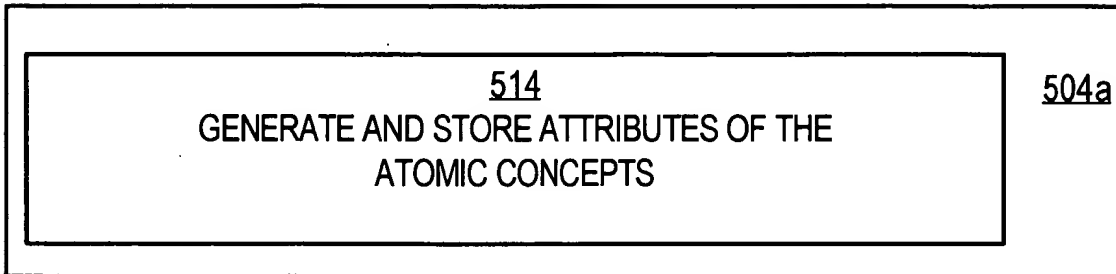 514
504a
GENERATE AND STORE ATTRIBUTES OF THE
ATOMIC CONCEPTS